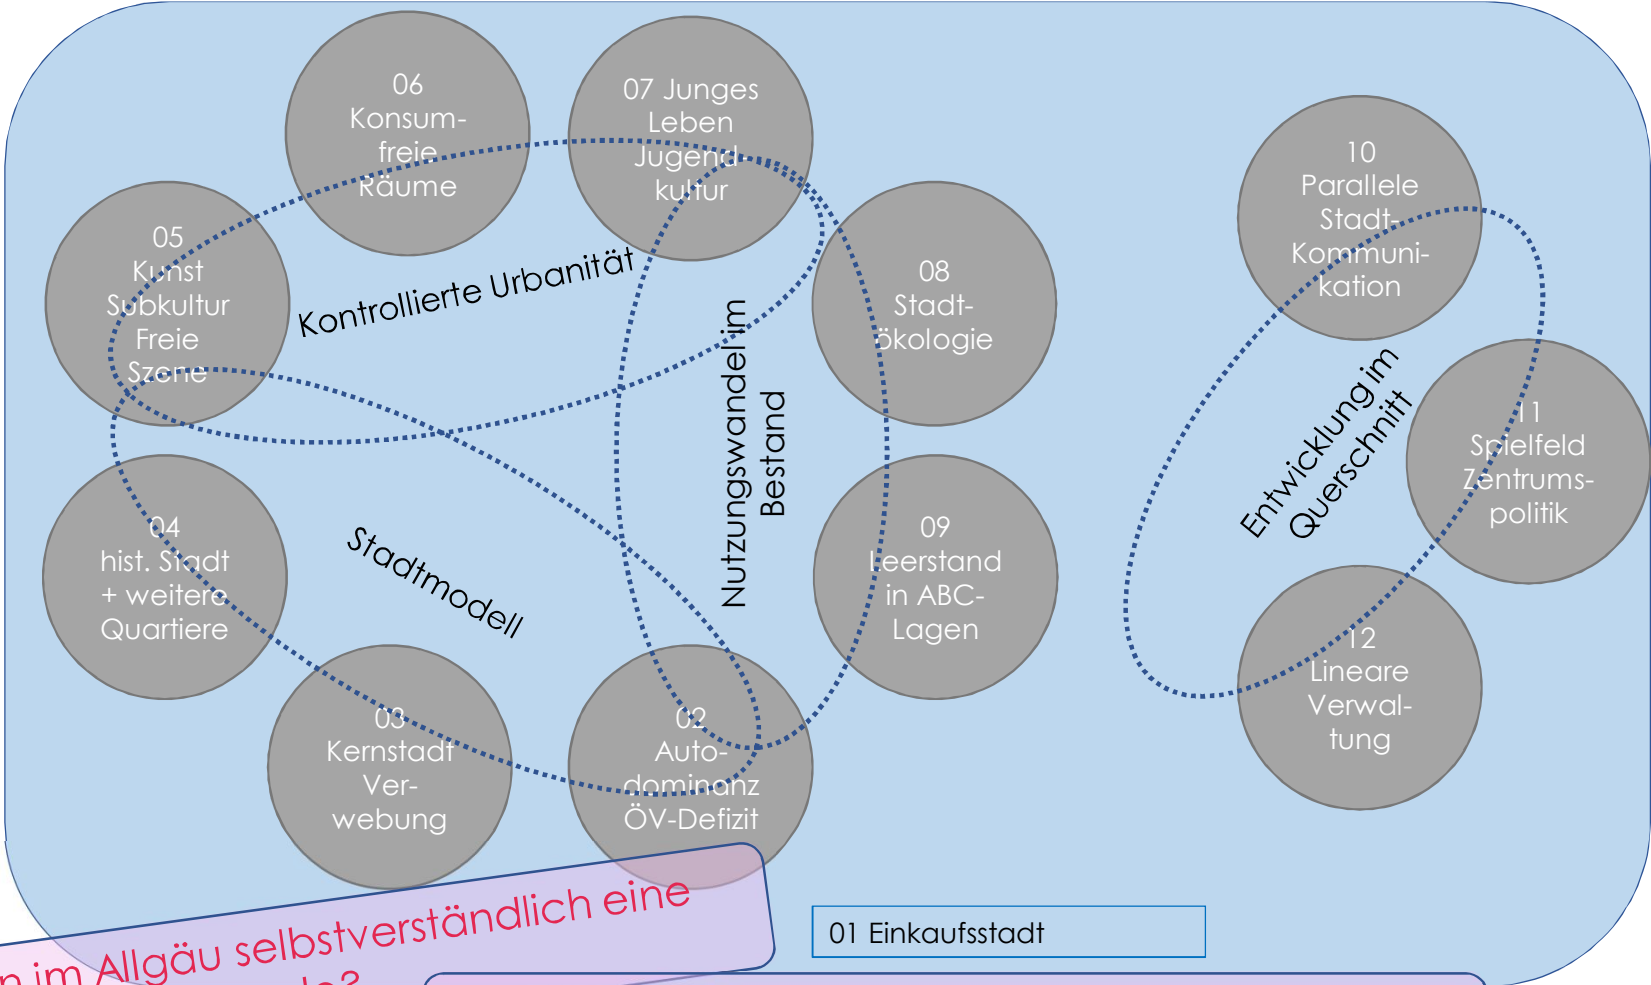 06
Konsum-
freie
Räume
07 Junges
Leben
Jugend-
kultur
05
Kunst
Subkultur
Freie
Szene
08
Stadt-
ökologie
04
hist. Stadt
+ weitere
Quartiere
09
Leerstand
in ABC-
Lagen
03
Kernstadt
Ver-
webung
02
Auto-
dominanz
ÖV-Defizit
Kontrollierte Urbanität
Nutzungswandel im
Bestand
Stadtmodell
10
Parallele
Stadt-
Kommuni-
kation
11
Spielfeld
Zentrums-
politik
12
Lineare
Verwal-
tung
Entwicklung im
Querschnitt
im Allgäu selbstverständlich eine
01 Einkaufsstadt